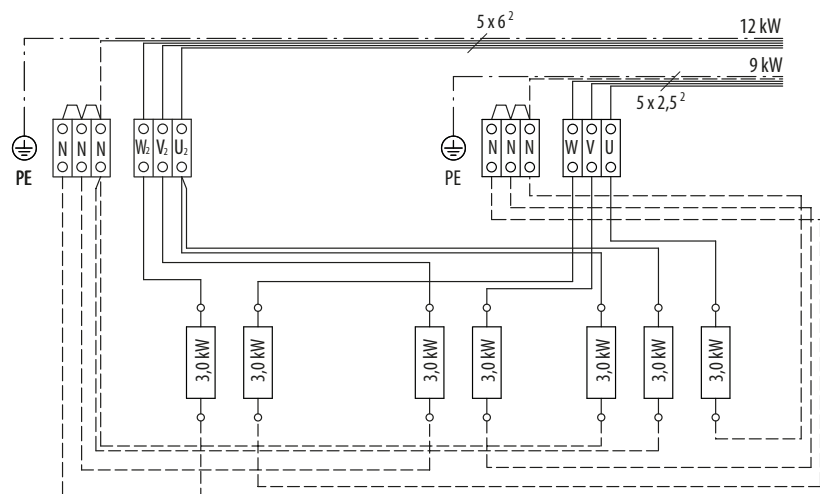 5 x 6²
12 kW
9 kW
5 x 2,5²
N N N
W₂ V₂ U₂
N N N
W V U
PE
PE
3,0 kW
3,0 kW
3,0 kW
3,0 kW
3,0 kW
3,0 kW
3,0 kW